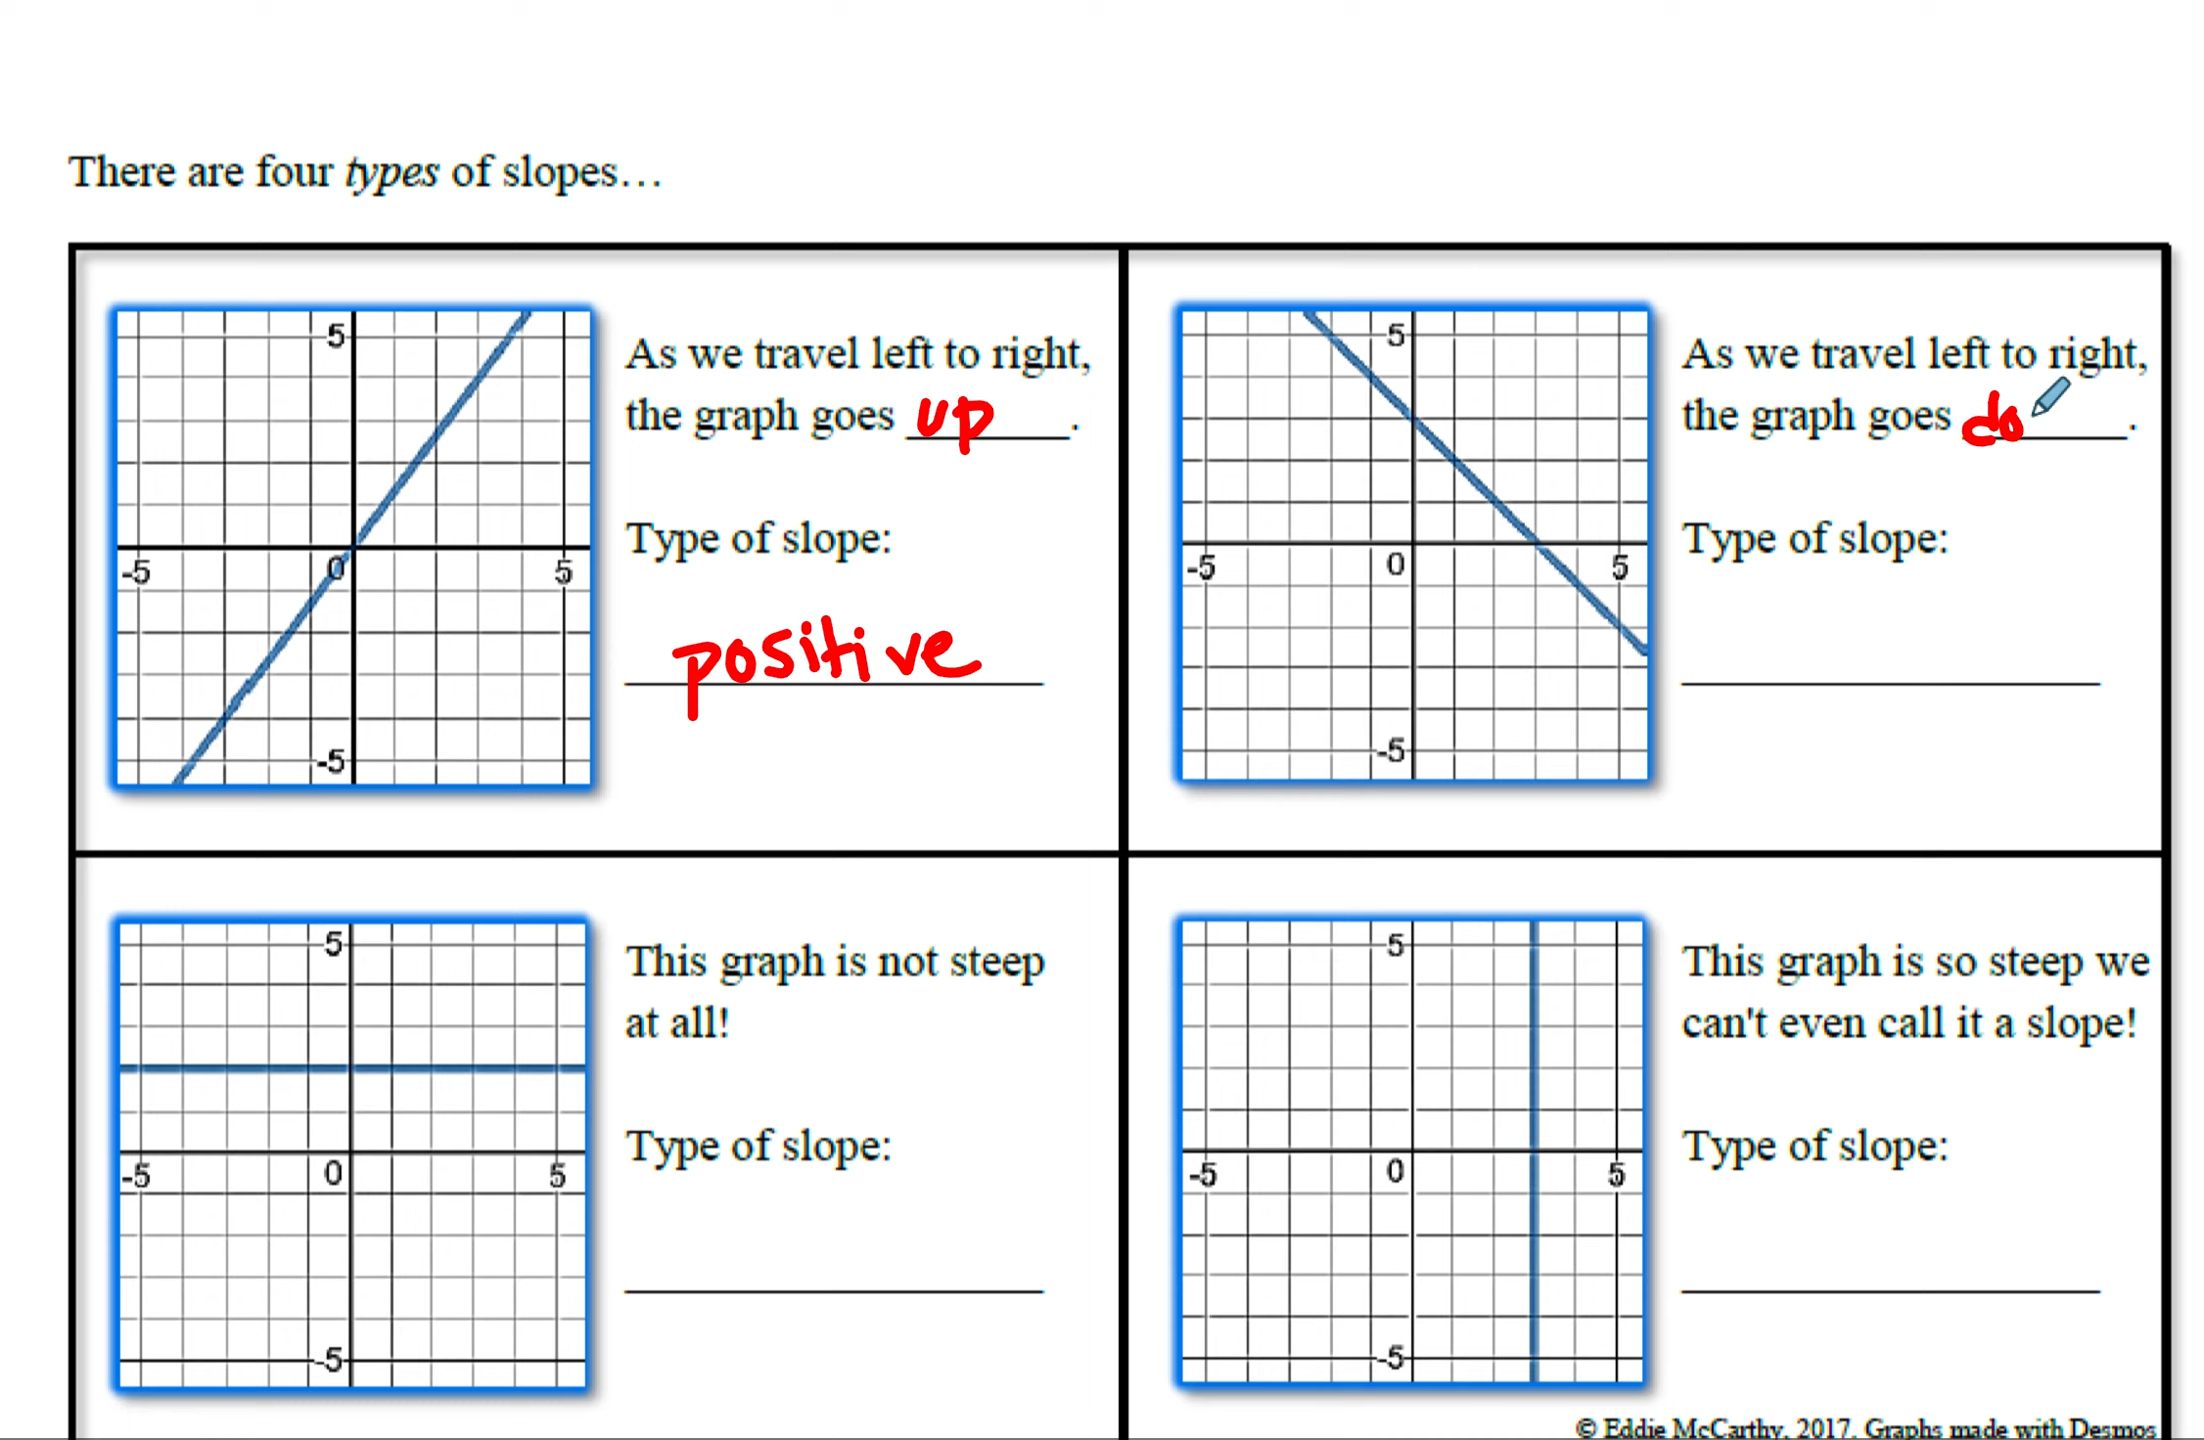 There are four types of slopes…
5
-5
0
5
-5
As we travel left to right,
the graph goes up.
Type of slope:
positive
5
-5
0
5
-5
As we travel left to right,
the graph goes do.
Type of slope:
5
-5
0
5
-5
This graph is not steep
at all!
Type of slope:
5
-5
0
5
-5
This graph is so steep we
can't even call it a slope!
Type of slope:
© Eddie McCarthy, 2017. Graphs made with Desmos